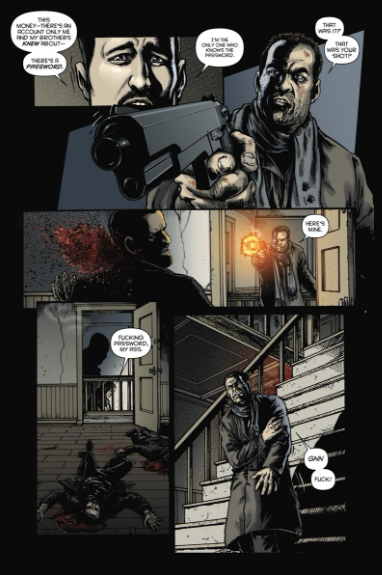 THIS
MONEY--THERE'S AN
ACCOUNT ONLY ME
AND MY BROTHER'S
KNEW ABOUT--
THERE'S A
PASSWORD.
I'M THE
ONLY ONE WHO
KNOWS THE
PASSWORD.
THAT
WAS IT?
THAT
WAS YOUR
SHOT?
HERE'S
MINE.
FUCKING
PASSWORD,
MY ASS.
GNN
FUCK!